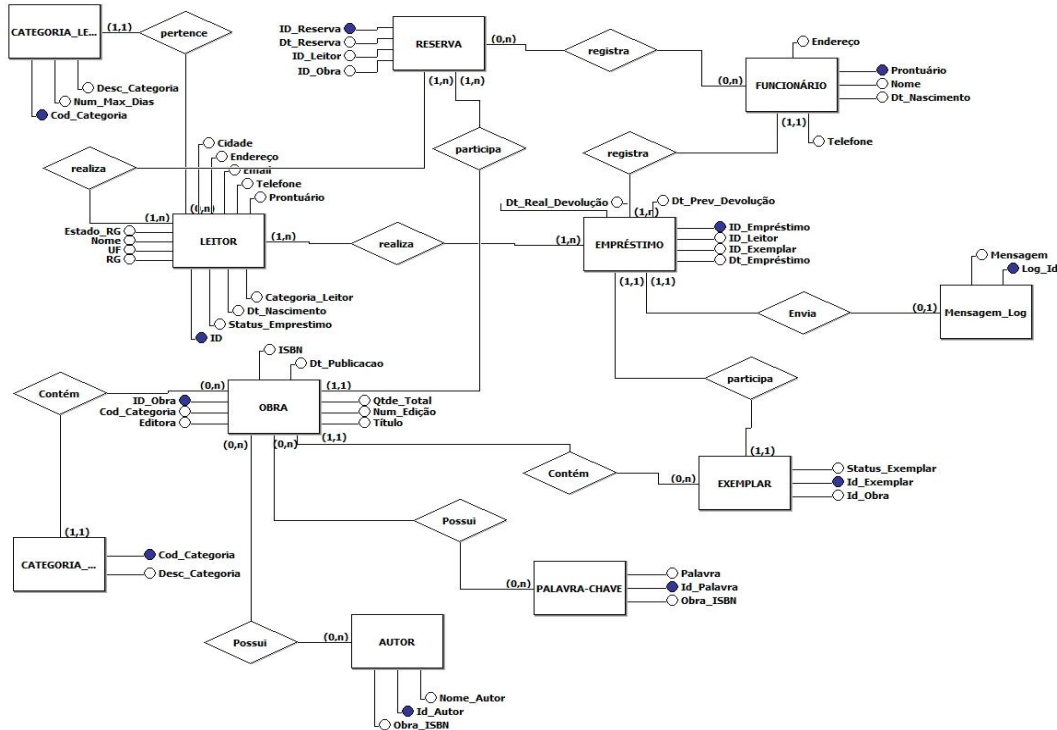 CATEGORIA_LE...
(1,1)
pertence
Desc_Categoria
Num_Max_Dias
Cod_Categoria
ID_Reserva
Dt_Reserva
ID_Leitor
ID_Obra
RESERVA
(0,n)
(1,n)
(1,n)
registra
(0,n)
Endereço
FUNCIONÁRIO
Prontuário
Nome
Dt_Nascimento
(1,1)
Telefone
realiza
participa
registra
Cidade
Endereço
Email
Telefone
Prontuário
(1,n)
(0,n)
Estado_RG
Nome
UF
RG
LEITOR
(1,n)
realiza
Categoria_Leitor
Dt_Nascimento
Status_Emprestimo
ID
Dt_Real_Devolução
Dt_Prev_Devolução
(1,n)
(1,n)
EMPRÉSTIMO
ID_Empréstimo
ID_Leitor
ID_Exemplar
Dt_Empréstimo
(1,1)
(1,1)
Mensagem
Log_Id
Envia
(0,1)
Mensagem_Log
ISBN
Dt_Publicacao
Contém
(0,n)
(1,1)
ID_Obra
Cod_Categoria
Editora
OBRA
Qtde_Total
Num_Edição
Título
(0,n)
(0,n)
(1,1)
participa
Contém
(0,n)
(1,1)
EXEMPLAR
Status_Exemplar
Id_Exemplar
Id_Obra
Possui
(1,1)
CATEGORIA_...
Cod_Categoria
Desc_Categoria
(0,n)
PALAVRA-CHAVE
Palavra
Id_Palavra
Obra_ISBN
Possui
(0,n)
AUTOR
Nome_Autor
Id_Autor
Obra_ISBN